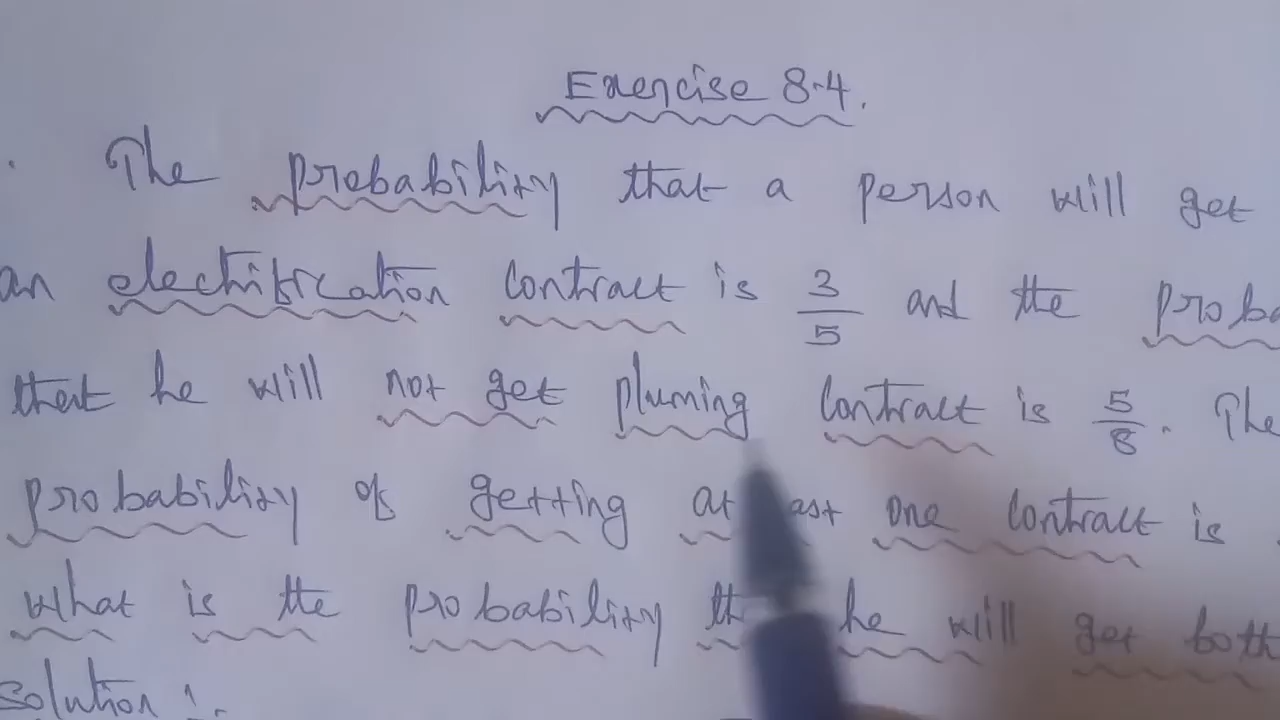 Exercise 8.4.
. The probability that a person will get
an electrification contract is 3/5 and the proba
that he will not get pluming contract is 5/8. The
probability of getting at one contract is
what is the probability he will get both
solution :.